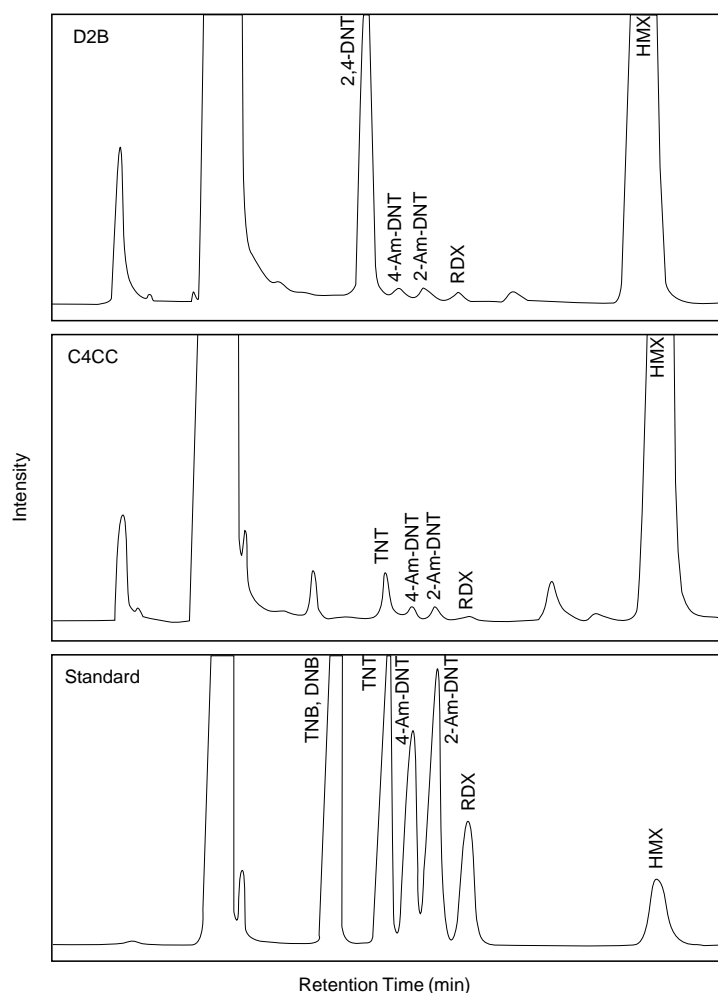 D2B
2,4-DNT
4-Am-DNT
2-Am-DNT
RDX
HMX
C4CC
TNT
4-Am-DNT
2-Am-DNT
RDX
HMX
Intensity
Standard
TNB, DNB
TNT
4-Am-DNT
2-Am-DNT
RDX
HMX
Retention Time (min)